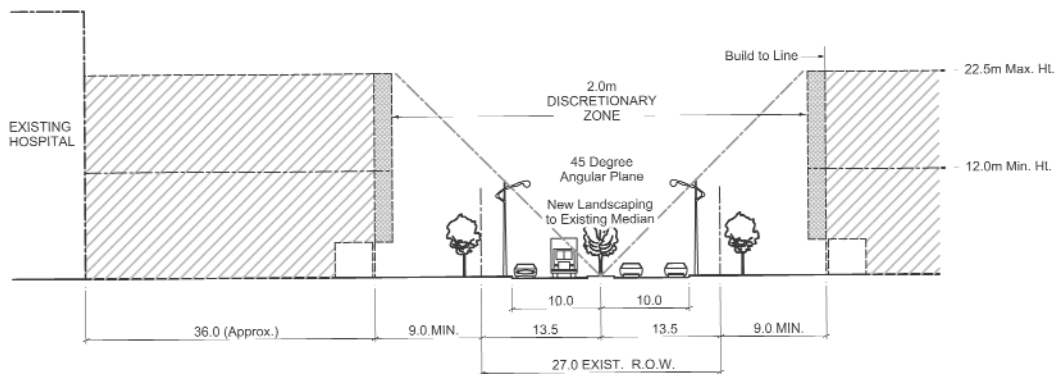 Build to Line
22.5m Max. Ht.
2.0m
DISCRETIONARY
ZONE
EXISTING
HOSPITAL
45 Degree
Angular Plane
12.0m Min. Ht.
New Landscaping
to Existing Median
10.0
10.0
36.0 (Approx.)
9.0 MIN.
13.5
13.5
9.0 MIN.
27.0 EXIST. R.O.W.